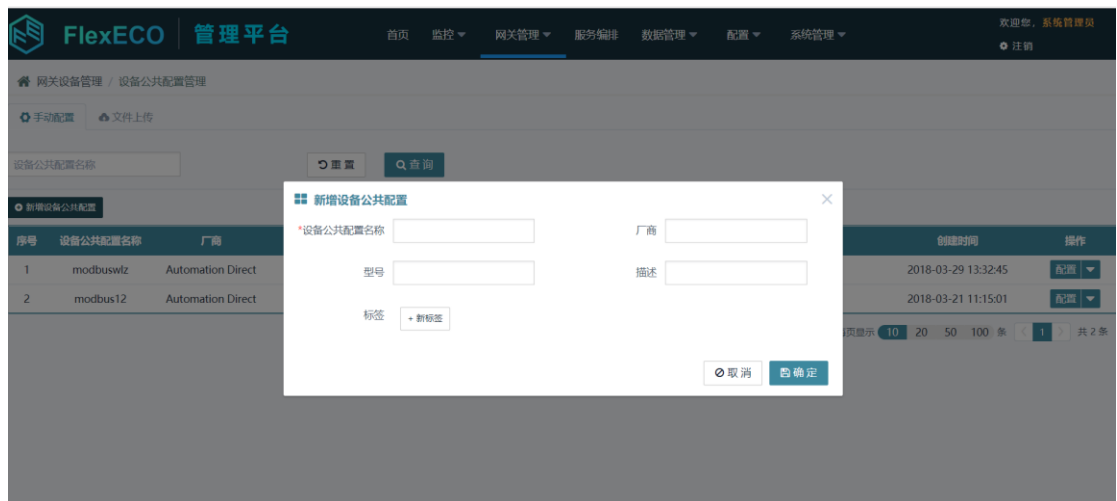 FlexECO 管理平台
首页 监控 网关管理 服务编排 数据管理 配置 系统管理
欢迎您，系统管理员
注销
网关设备管理 / 设备公共配置管理
手动配置 文件上传
设备公共配置名称 重置 查询
新增设备公共配置
序号 设备公共配置名称 厂商 创建时间 操作
1 modbuswlz Automation Direct 2018-03-29 13:32:45 配置
2 modbus12 Automation Direct 2018-03-21 11:15:01 配置
页显示 10 20 50 100 条 1 共 2 条
新增设备公共配置
*设备公共配置名称 厂商
型号 描述
标签 + 新标签
取消 确定